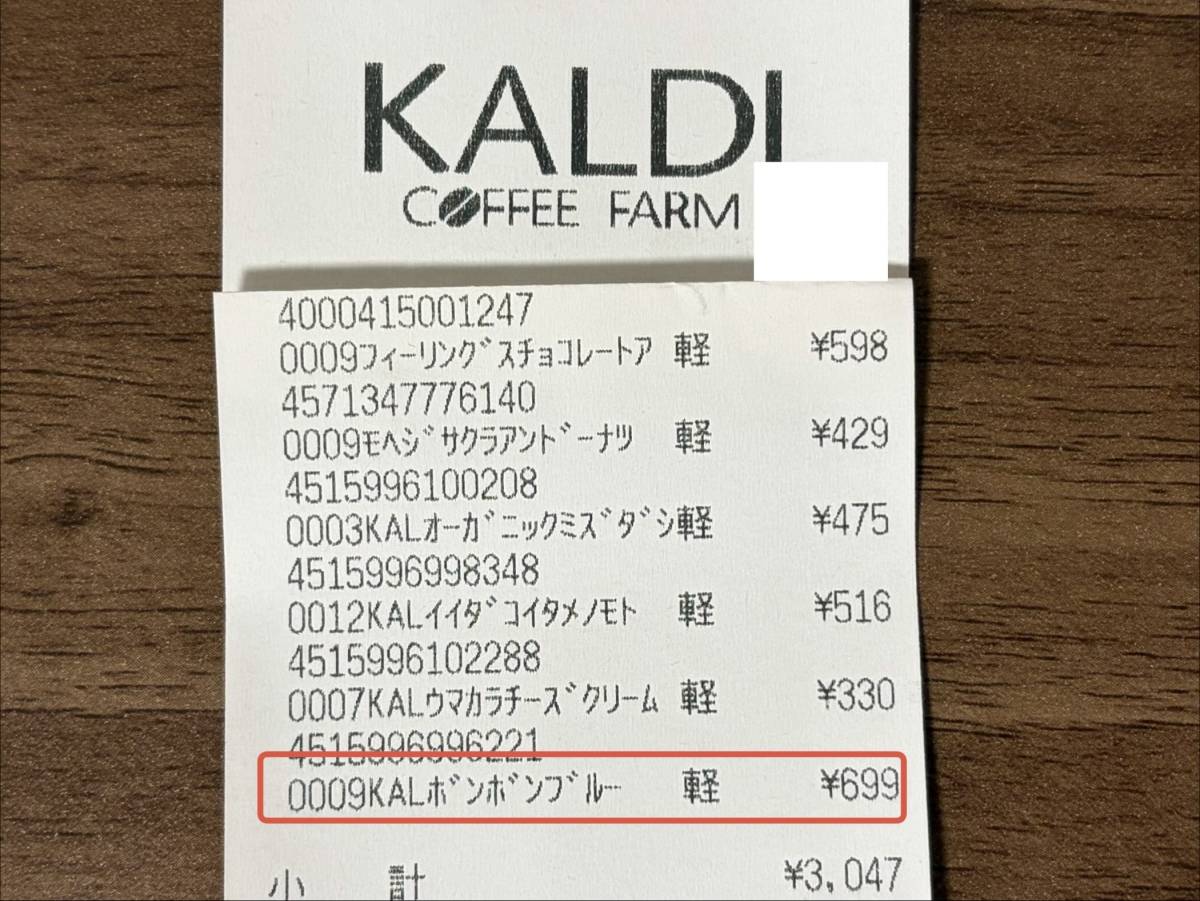 KALDI
COFFEE FARM
4000415001247
0009フィーリングスチョコレートア 軽 ¥598
4571347776140
0009モヘジサクラアンドーナツ 軽 ¥429
4515996100208
0003KALオーガニックミズダシ軽 ¥475
4515996998348
0012KALイイダコイタメノモト 軽 ¥516
4515996102288
0007KALウマカラチーズクリーム 軽 ¥330
4515996996221
0009KALボンボンブルー 軽 ¥699
小 計 ¥3,047